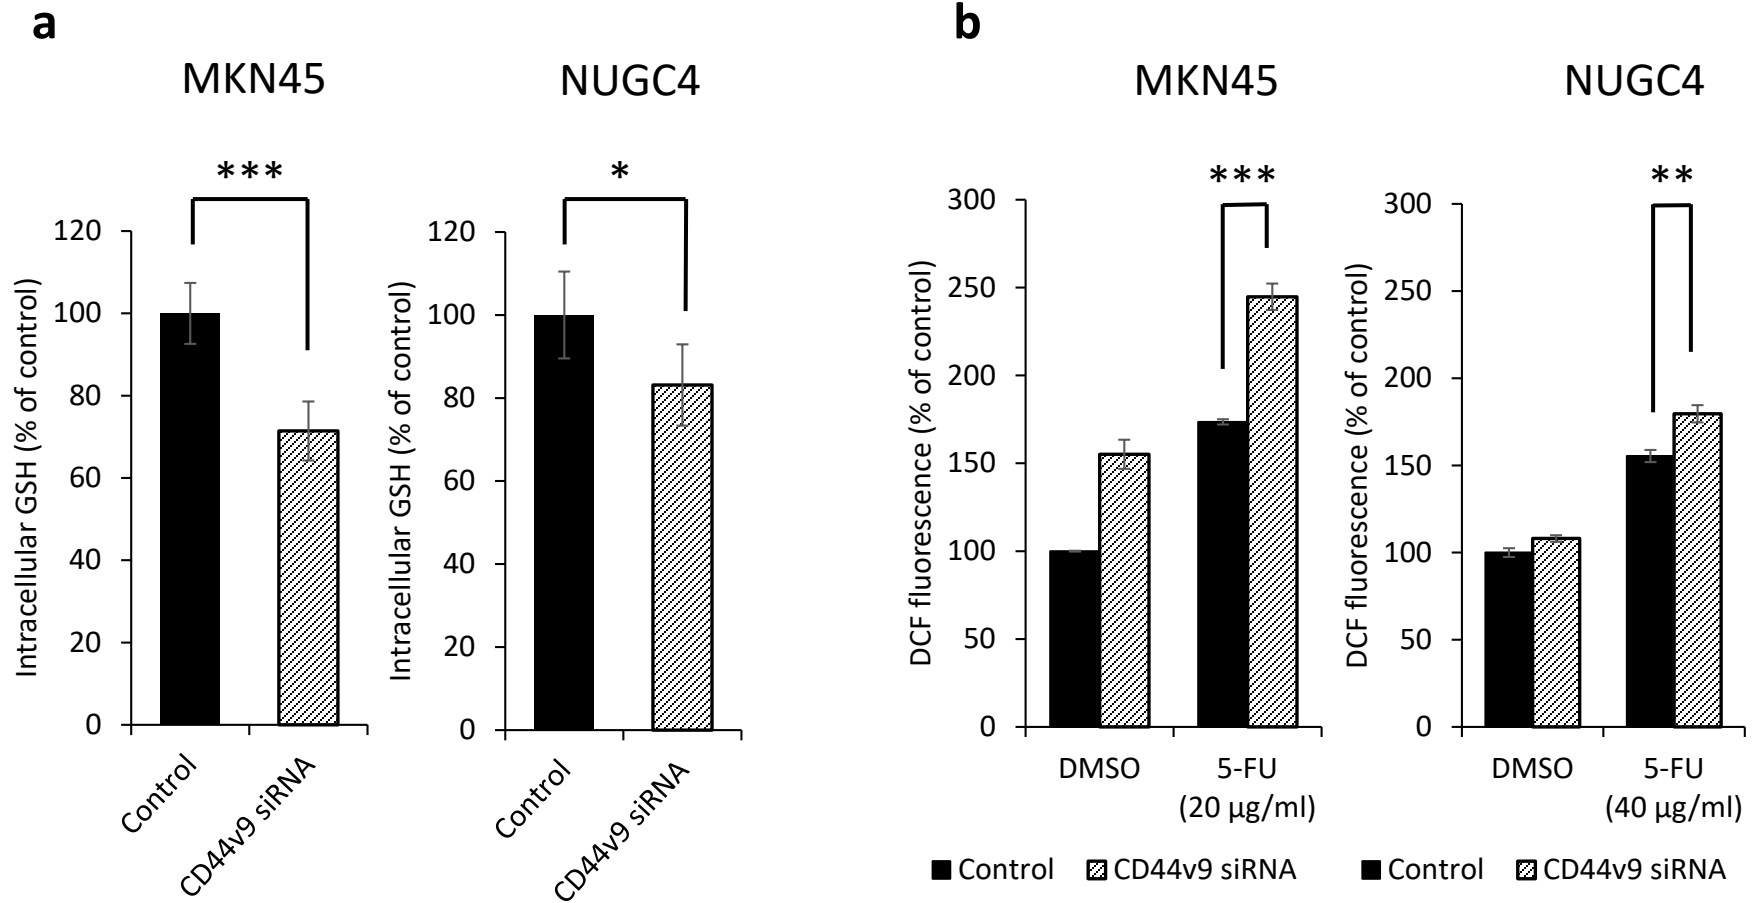 a
MKN45
NUGC4
***
*
Intracellular GSH (% of control)
120
100
80
60
40
20
0
Control
CD44v9 siRNA
Intracellular GSH (% of control)
120
100
80
60
40
20
0
Control
CD44v9 siRNA
b
MKN45
NUGC4
***
**
DCF fluorescence (% of control)
300
250
200
150
100
50
0
DMSO
5-FU
(20 µg/ml)
Control CD44v9 siRNA
DCF fluorescence (% of control)
300
250
200
150
100
50
0
DMSO
5-FU
(40 µg/ml)
Control CD44v9 siRNA